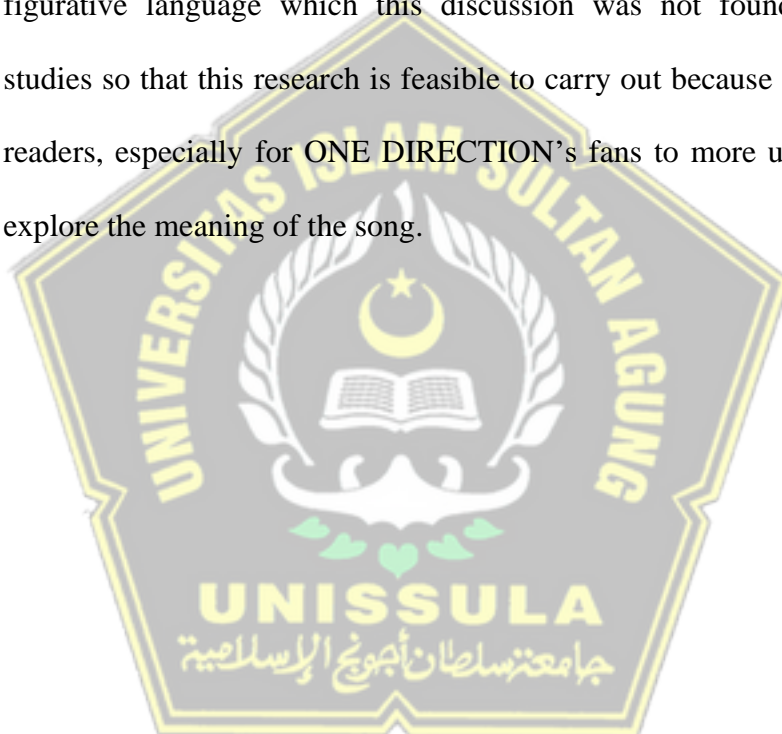 figurative language which this discussion was not found
studies so that this research is feasible to carry out because
readers, especially for ONE DIRECTION's fans to more u
explore the meaning of the song.
UNIVERSITAS ISLAM SULTAN AGUNG
UNISSULA
جامعة سلطان أجونج الإسلامية